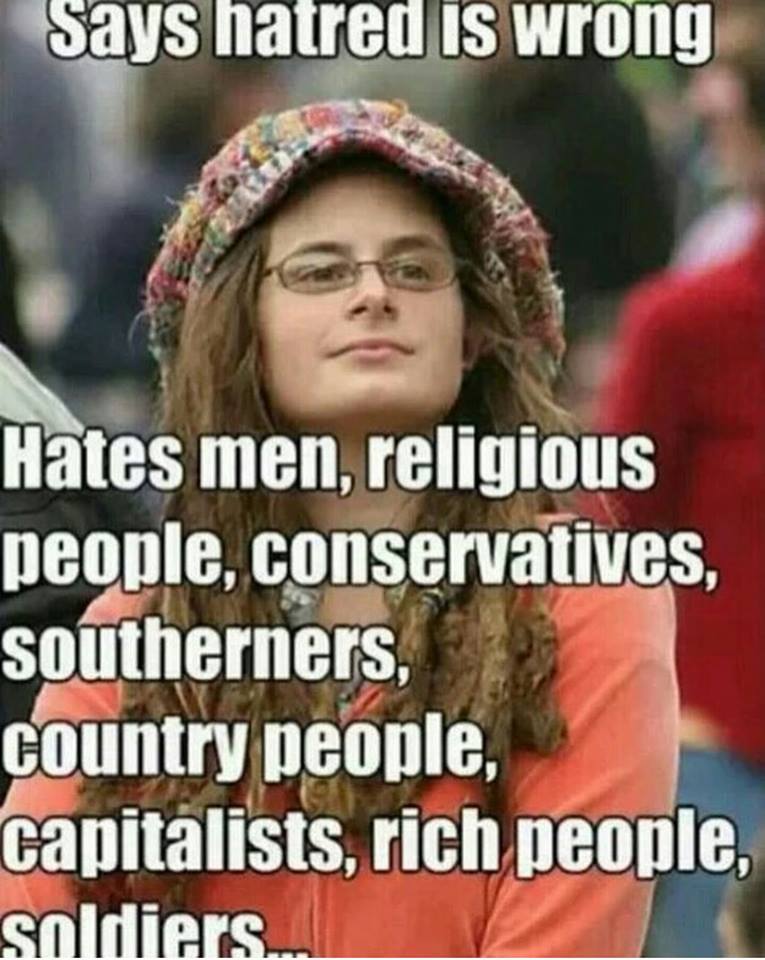 Says hatred is wrong
Hates men, religious
people, conservatives,
southerners,
country people,
capitalists, rich people,
soldiers...